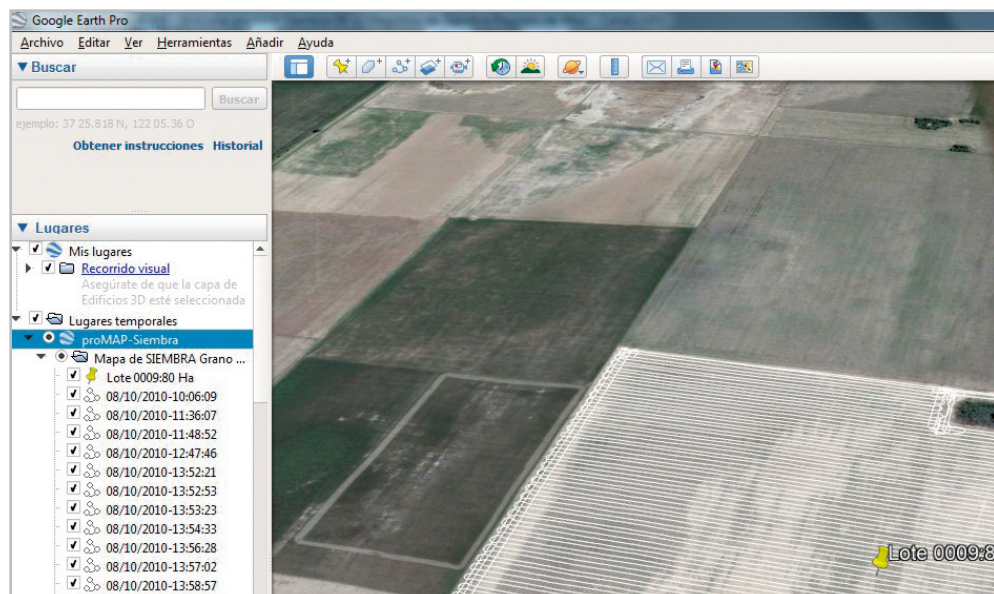 Google Earth Pro
Archivo Editar Ver Herramientas Añadir Ayuda
Buscar
Buscar
ejemplo: 37 25.818 N, 122 05.36 O
Obtener instrucciones Historial
Lugares
Mis lugares
Recorrido visual
Asegúrate de que la capa de
Edificios 3D esté seleccionada
Lugares temporales
proMAP-Siembra
Mapa de SIEMBRA Grano ...
Lote 0009:80 Ha
08/10/2010-10:06:09
08/10/2010-11:36:07
08/10/2010-11:48:52
08/10/2010-12:47:46
08/10/2010-13:52:21
08/10/2010-13:52:53
08/10/2010-13:53:23
08/10/2010-13:54:33
08/10/2010-13:56:28
08/10/2010-13:57:02
08/10/2010-13:58:57
Lote 0009:8